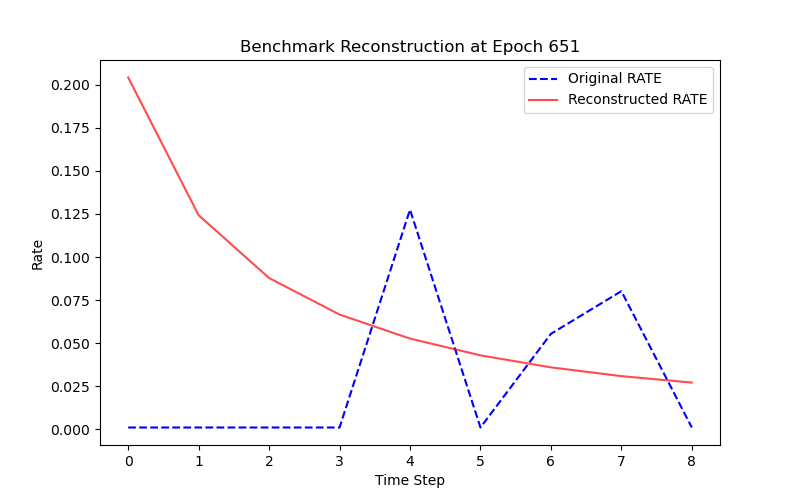 Benchmark Reconstruction at Epoch 651
Original RATE
Reconstructed RATE
0.200
0.175
0.150
0.125
0.100
0.075
0.050
0.025
0.000
Rate
0 1 2 3 4 5 6 7 8
Time Step